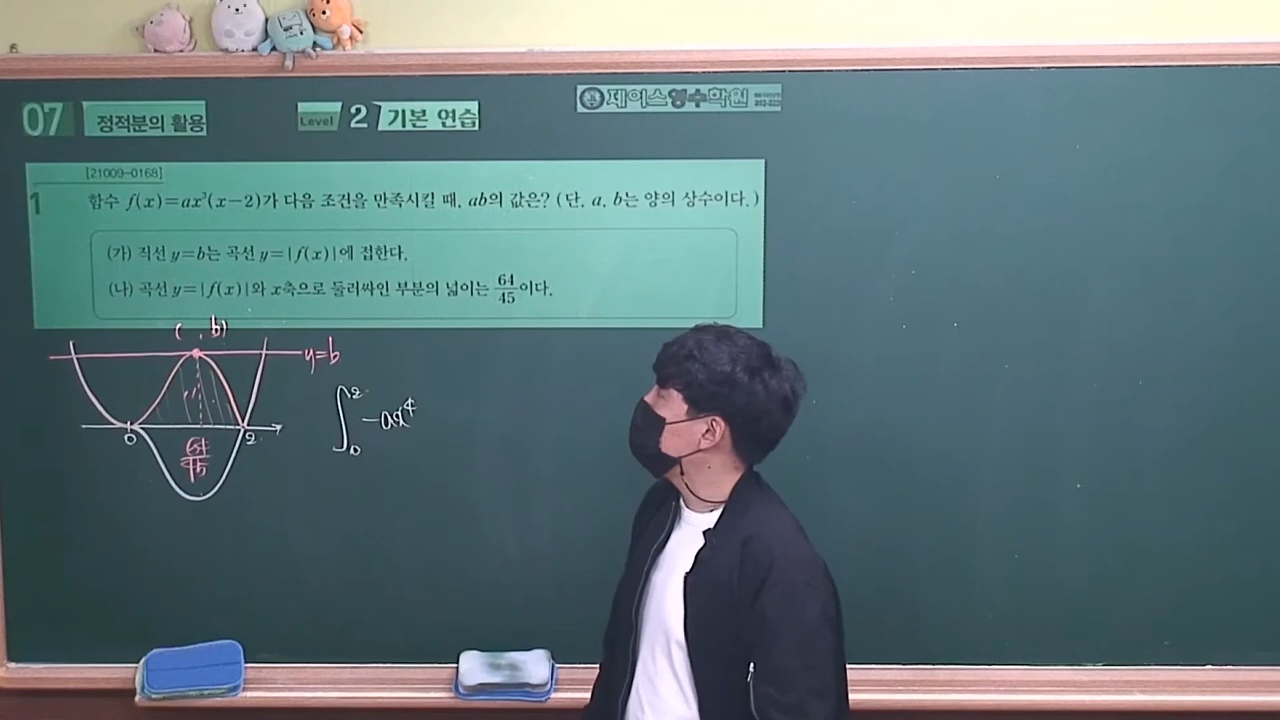 07 정적분의 활용 Level 2 기본 연습
제이스영수학원
[21009-0168]
1 함수 f(x)=ax³(x-2)가 다음 조건을 만족시킬 때, ab의 값은? (단, a, b는 양의 상수이다.)
(가) 직선 y=b는 곡선 y=|f(x)|에 접한다.
(나) 곡선 y=|f(x)|와 x축으로 둘러싸인 부분의 넓이는 64/45이다.
( , b)
y=b
0 2
64/45
∫₀² -ax⁴